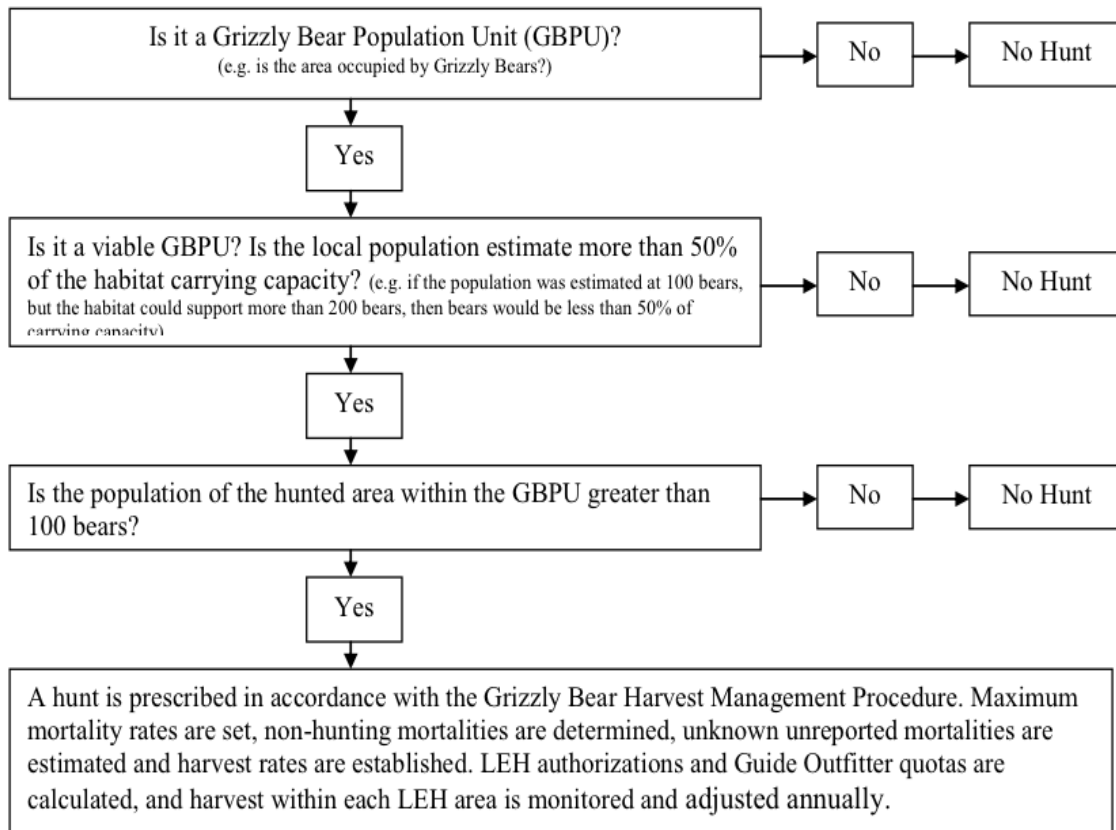 Is it a Grizzly Bear Population Unit (GBPU)?
(e.g. is the area occupied by Grizzly Bears?)
No
No Hunt
Yes
Is it a viable GBPU? Is the local population estimate more than 50%
of the habitat carrying capacity? (e.g. if the population was estimated at 100 bears,
but the habitat could support more than 200 bears, then bears would be less than 50% of
carrying capacity)
No
No Hunt
Yes
Is the population of the hunted area within the GBPU greater than
100 bears?
No
No Hunt
Yes
A hunt is prescribed in accordance with the Grizzly Bear Harvest Management Procedure. Maximum
mortality rates are set, non-hunting mortalities are determined, unknown unreported mortalities are
estimated and harvest rates are established. LEH authorizations and Guide Outfitter quotas are
calculated, and harvest within each LEH area is monitored and adjusted annually.